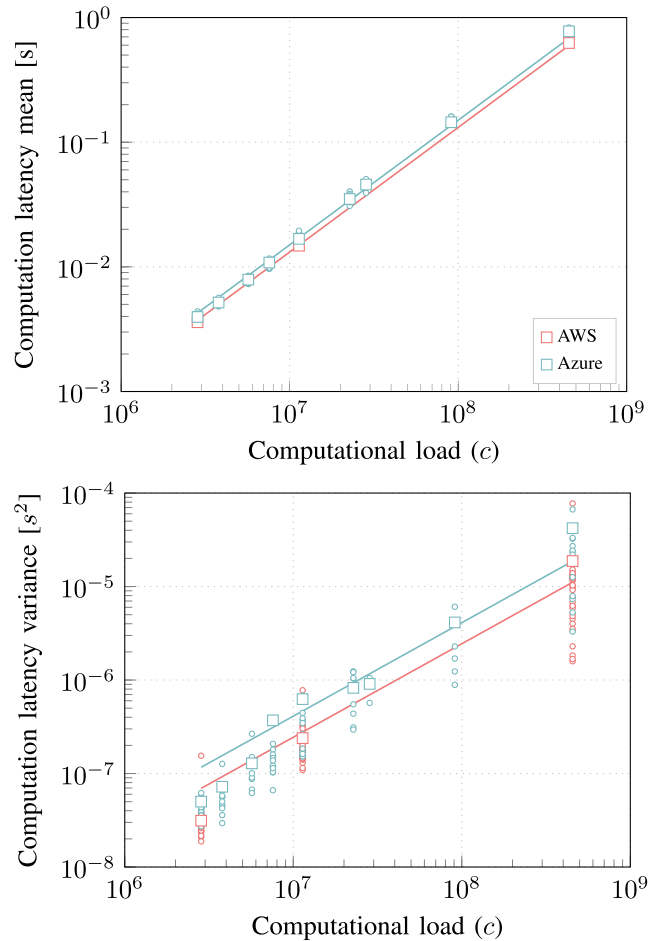 Computation latency mean [s]
10^0
10^-1
10^-2
10^-3
AWS
Azure
10^6 10^7 10^8 10^9
Computational load (c)
Computation latency variance [s^2]
10^-4
10^-5
10^-6
10^-7
10^-8
10^6 10^7 10^8 10^9
Computational load (c)